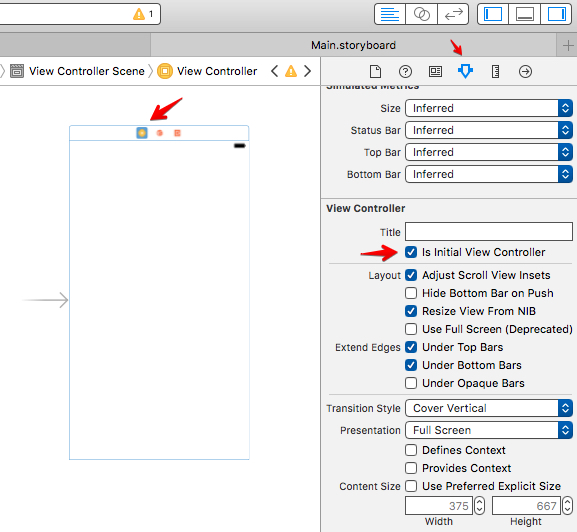 1
Main.storyboard
View Controller Scene
View Controller
Simulated Metrics
Size Inferred
Status Bar Inferred
Top Bar Inferred
Bottom Bar Inferred
View Controller
Title
Is Initial View Controller
Layout Adjust Scroll View Insets
Hide Bottom Bar on Push
Resize View From NIB
Use Full Screen (Deprecated)
Extend Edges Under Top Bars
Under Bottom Bars
Under Opaque Bars
Transition Style Cover Vertical
Presentation Full Screen
Defines Context
Provides Context
Content Size Use Preferred Explicit Size
375 667
Width Height